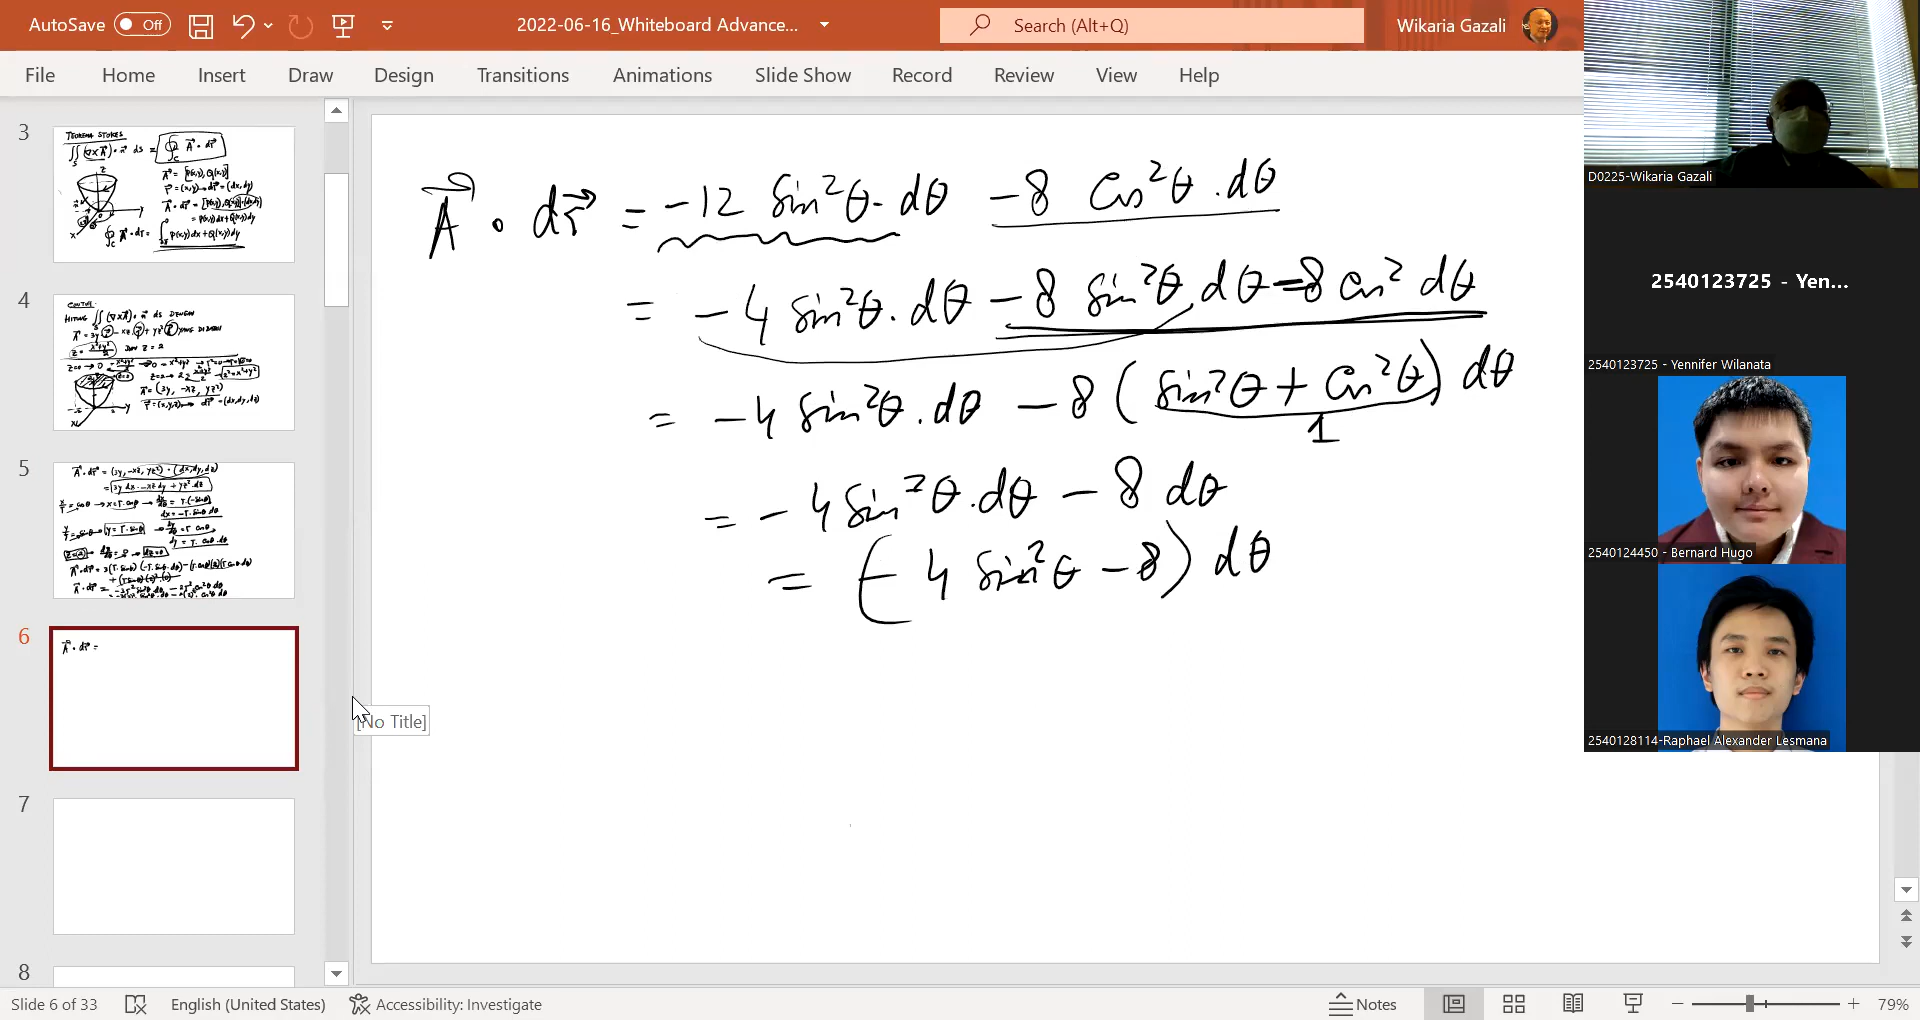 AutoSave Off 2022-06-16_Whiteboard Advance... Search (Alt+Q) Wikaria Gazali
File Home Insert Draw Design Transitions Animations Slide Show Record Review View Help
3
TEOREMA STOKES
4
CONTOH:
5
6
A⃗ • dr⃗ =
7
8
A⃗ • dr⃗ = -12 sin²θ. dθ -8 cos²θ . dθ
= -4 sin²θ. dθ -8 sin²θ. dθ -8 cos² dθ
= -4 sin²θ . dθ -8 (sin²θ + cos²θ) dθ
1
= -4 sin²θ.dθ - 8 dθ
= (-4 sin²θ -8) dθ
[No Title]
D0225-Wikaria Gazali
2540123725 - Yen...
2540123725 - Yennifer Wilanata
2540124450 - Bernard Hugo
2540128114-Raphael Alexander Lesmana
Slide 6 of 33 English (United States) Accessibility: Investigate Notes 79%